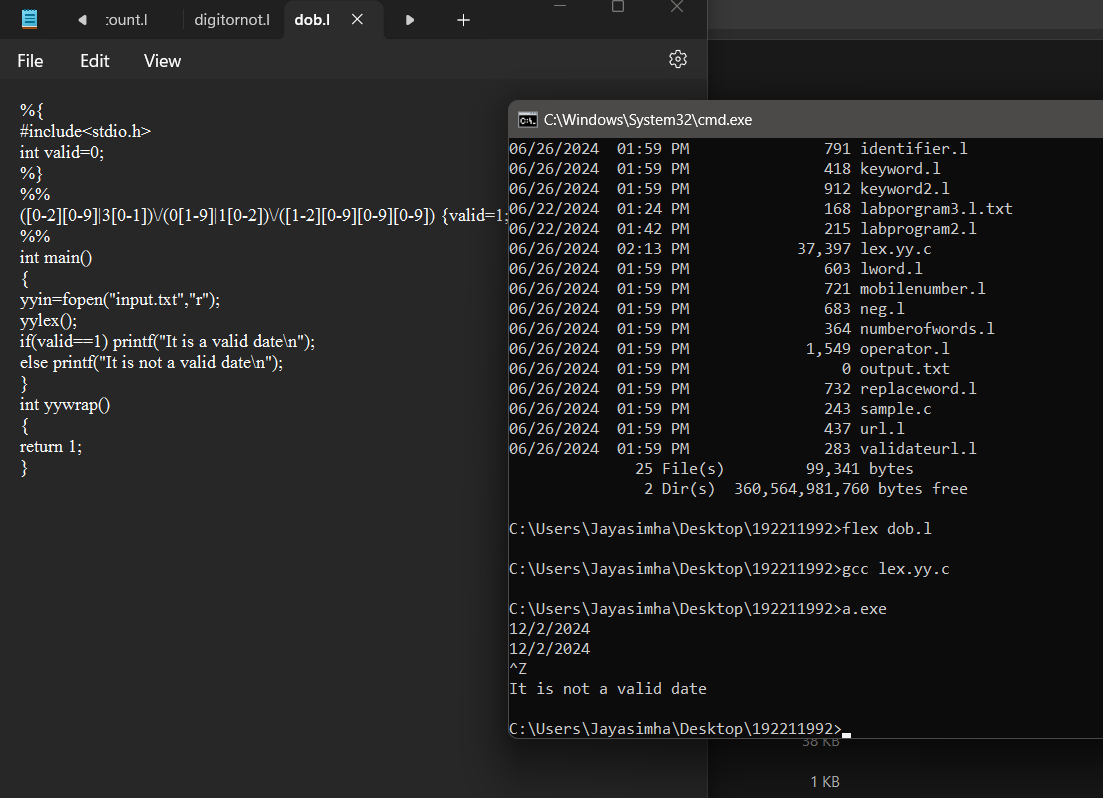 :ount.l digitornot.l dob.l
File Edit View
%{
#include<stdio.h>
int valid=0;
%}
%%
([0-2][0-9]|3[0-1])\/(0[1-9]|1[0-2])\/([1-2][0-9][0-9][0-9]) {valid=1;
%%
int main()
{
yyin=fopen("input.txt","r");
yylex();
if(valid==1) printf("It is a valid date\n");
else printf("It is not a valid date\n");
}
int yywrap()
{
return 1;
}
C:\Windows\System32\cmd.exe
06/26/2024 01:59 PM 791 identifier.l
06/26/2024 01:59 PM 418 keyword.l
06/26/2024 01:59 PM 912 keyword2.l
06/22/2024 01:24 PM 168 labporgram3.l.txt
06/22/2024 01:42 PM 215 labprogram2.l
06/26/2024 02:13 PM 37,397 lex.yy.c
06/26/2024 01:59 PM 603 lword.l
06/26/2024 01:59 PM 721 mobilenumber.l
06/26/2024 01:59 PM 683 neg.l
06/26/2024 01:59 PM 364 numberofwords.l
06/26/2024 01:59 PM 1,549 operator.l
06/26/2024 01:59 PM 0 output.txt
06/26/2024 01:59 PM 732 replaceword.l
06/26/2024 01:59 PM 243 sample.c
06/26/2024 01:59 PM 437 url.l
06/26/2024 01:59 PM 283 validateurl.l
25 File(s) 99,341 bytes
2 Dir(s) 360,564,981,760 bytes free
C:\Users\Jayasimha\Desktop\192211992>flex dob.l
C:\Users\Jayasimha\Desktop\192211992>gcc lex.yy.c
C:\Users\Jayasimha\Desktop\192211992>a.exe
12/2/2024
12/2/2024
^Z
It is not a valid date
C:\Users\Jayasimha\Desktop\192211992>
38 KB
1 KB